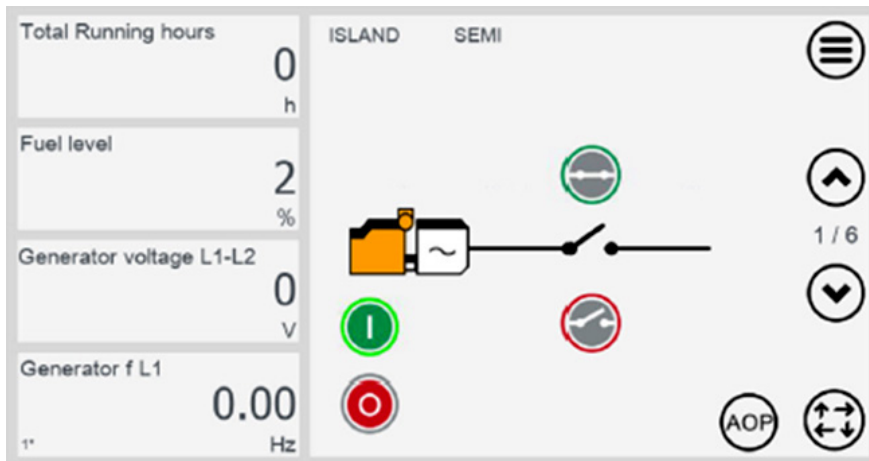 Total Running hours
0
h
Fuel level
2
%
Generator voltage L1-L2
0
V
Generator f L1
0.00
1*
Hz
ISLAND SEMI
1 / 6
AOP